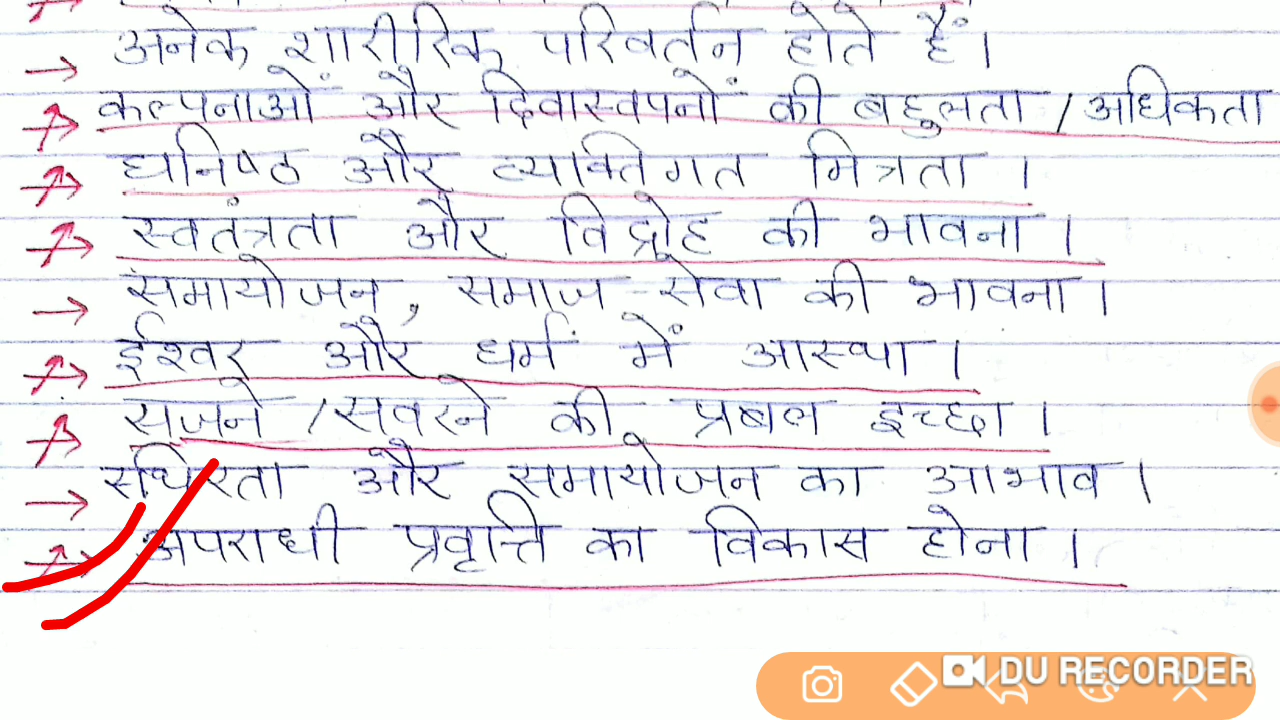 → अनेक शारीरिक परिवर्तन होते हैं।
→ कल्पनाओं और दिवास्वपनों की बहुलता / अधिकता
→ घनिष्ठ और व्यक्तिगत मित्रता ।
→ स्वतंत्रता और विद्रोह की भावना ।
→ समायोजन, समाज-सेवा की भावना ।
→ ईश्वर और धर्म में आस्था ।
→ सजने / सवरने की प्रबल इच्छा ।
→ स्थिरता और समायोजन का आभाव ।
→ अपराधी प्रवृत्ति का विकास होना ।
DU RECORDER